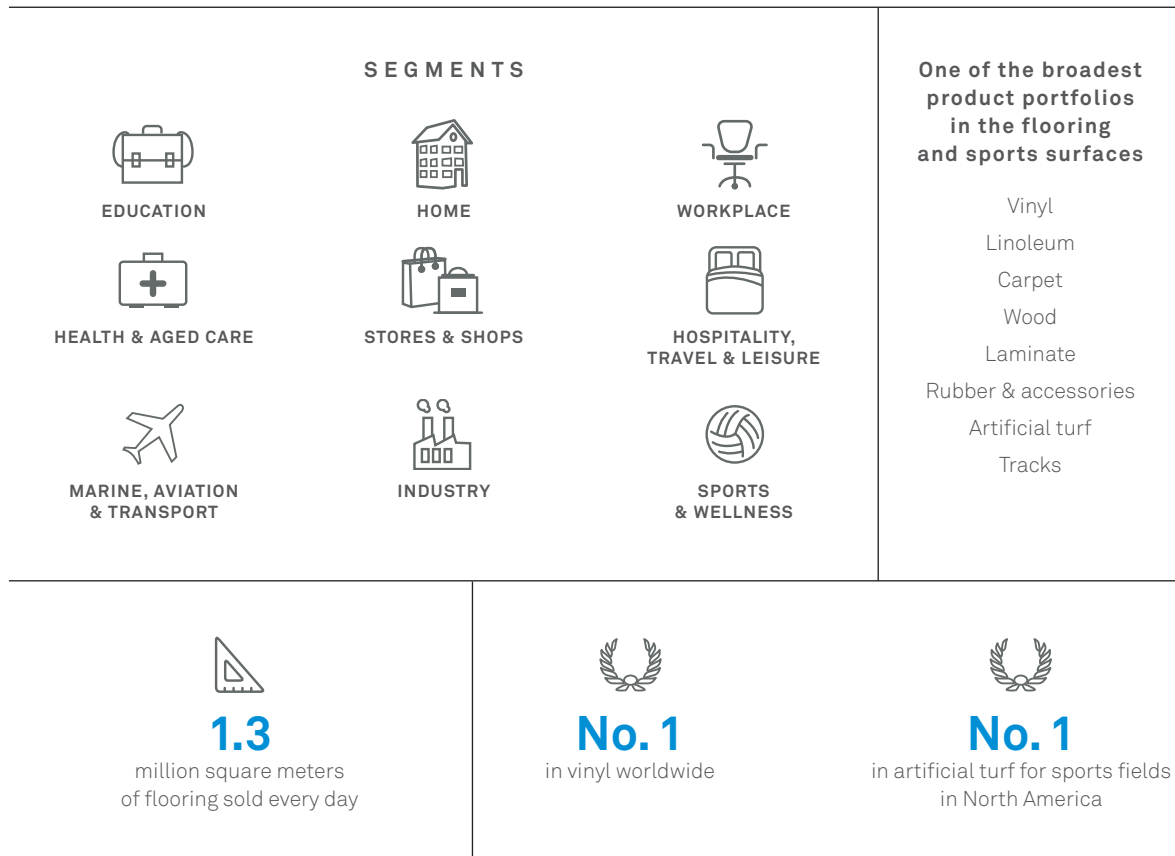 SEGMENTS
EDUCATION
HOME
WORKPLACE
HEALTH & AGED CARE
STORES & SHOPS
HOSPITALITY,
TRAVEL & LEISURE
MARINE, AVIATION
& TRANSPORT
INDUSTRY
SPORTS
& WELLNESS
One of the broadest
product portfolios
in the flooring
and sports surfaces
Vinyl
Linoleum
Carpet
Wood
Laminate
Rubber & accessories
Artificial turf
Tracks
1.3
million square meters
of flooring sold every day
No. 1
in vinyl worldwide
No. 1
in artificial turf for sports fields
in North America